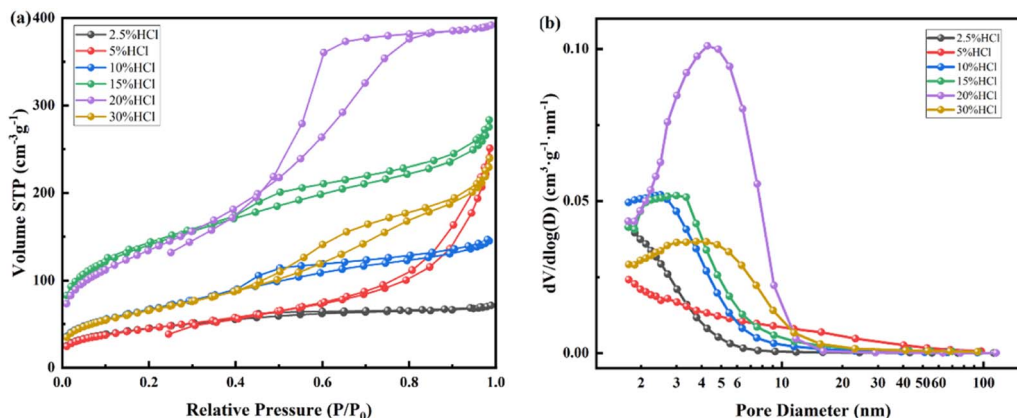 (a)
400
300
200
100
0
Volume STP (cm⁻³g⁻¹)
2.5%HCl
5%HCl
10%HCl
15%HCl
20%HCl
30%HCl
0.0 0.2 0.4 0.6 0.8 1.0
Relative Pressure (P/P₀)
(b)
0.10
0.05
0.00
dV/dlog(D) (cm³·g⁻¹·nm⁻¹)
2.5%HCl
5%HCl
10%HCl
15%HCl
20%HCl
30%HCl
2 3 4 5 6 10 20 30 40 50 60 100
Pore Diameter (nm)